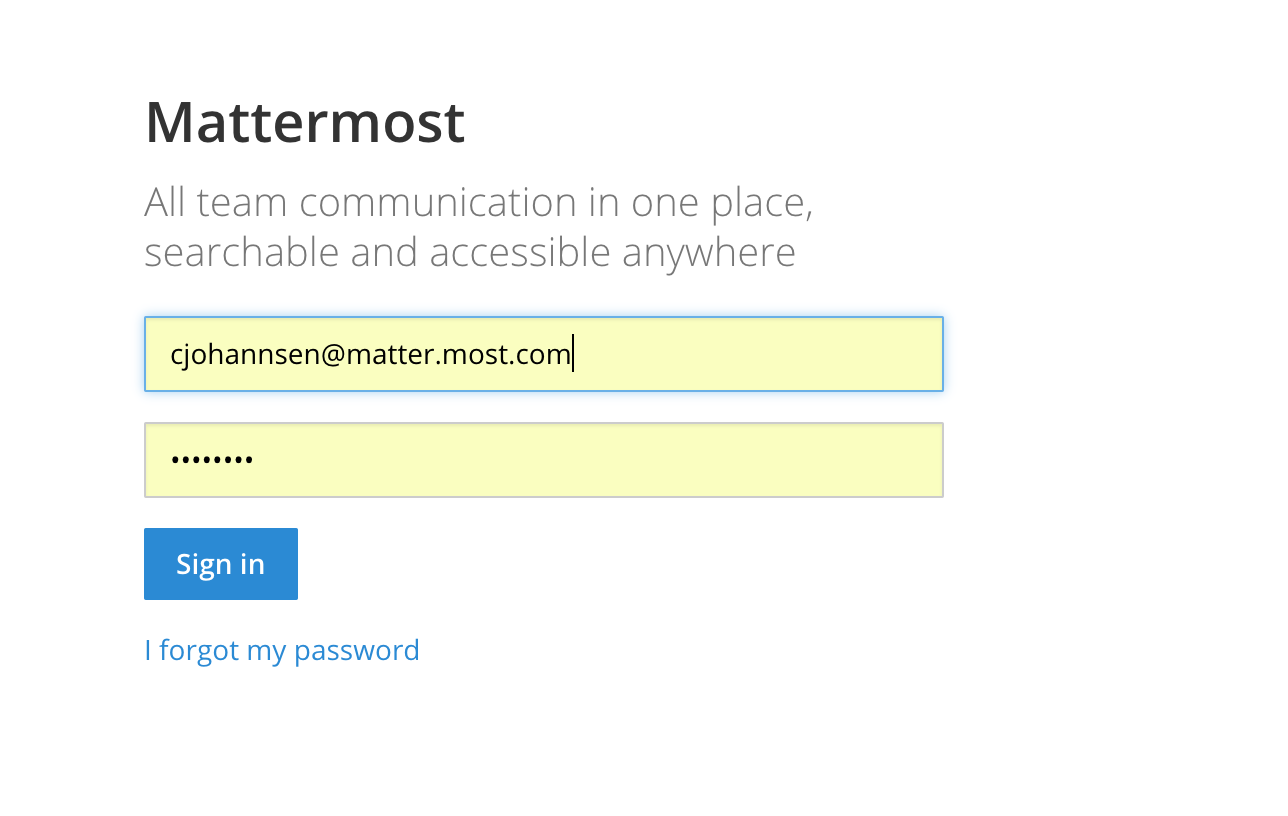 Mattermost
All team communication in one place,
searchable and accessible anywhere
cjohannsen@matter.most.com
••••••••
Sign in
I forgot my password